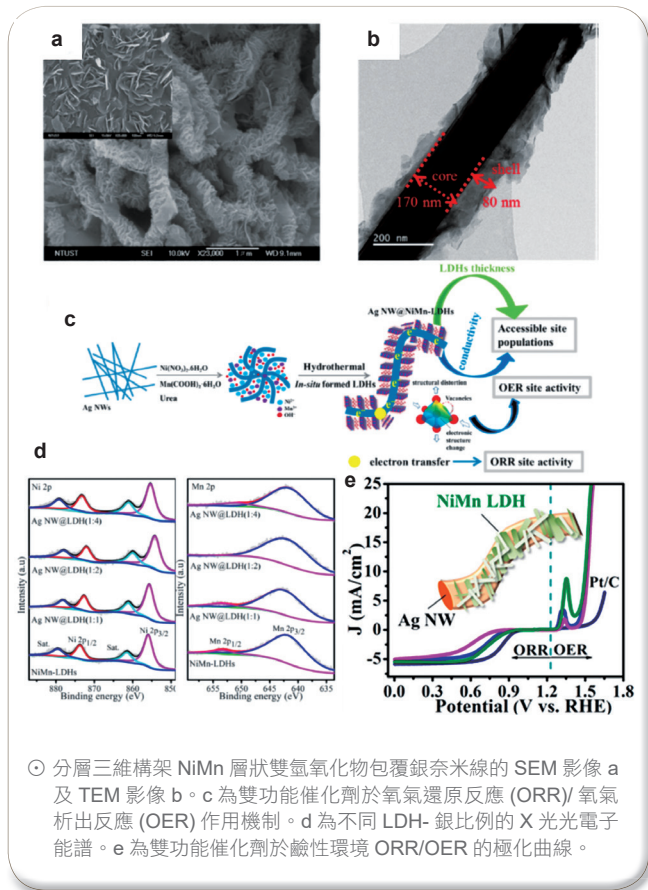 a
NTUST SEI 10.0kV X23,000 WD 9.1mm
b
core
shell
170 nm
80 nm
200 nm
c
Ag NWs
Ni(NO₃)₂.6H₂O
Mn(COOH)₂.6H₂O
Urea
Ni²⁺
Mn³⁺
OH⁻
Hydrothermal
In-situ formed LDHs
Ag NW@NiMn-LDHs
LDHs thickness
conductivity
Accessible site
populations
OER site activity
structural distortion
Vacancies
electronic
structure
change
electron transfer
ORR site activity
d
Ni 2p
Ag NW@LDH(1:4)
Ag NW@LDH(1:2)
Ag NW@LDH(1:1)
Sat. Ni 2p1/2 Sat. Ni 2p3/2
NiMn-LDHs
Intensity (a.u)
880 860 840
Binding energy (eV)
Mn 2p
Ag NW@LDH(1:4)
Ag NW@LDH(1:2)
Ag NW@LDH(1:1)
Mn 2p1/2 Mn 2p3/2
NiMn-LDHs
Intensity (a.u)
655 650 645 640 635
Binding energy (eV)
e
25
20
15
10
5
0
-5
J (mA/cm²)
NiMn LDH
Ag NW
Pt/C
ORR OER
0.0 0.3 0.6 0.9 1.2 1.5 1.8
Potential (V vs. RHE)
⊙ 分層三維構架 NiMn 層狀雙氫氧化物包覆銀奈米線的 SEM 影像 a
及 TEM 影像 b。c 為雙功能催化劑於氧氣還原反應 (ORR)/ 氧氣
析出反應 (OER) 作用機制。d 為不同 LDH- 銀比例的 X 光光電子
能譜。e 為雙功能催化劑於鹼性環境 ORR/OER 的極化曲線。